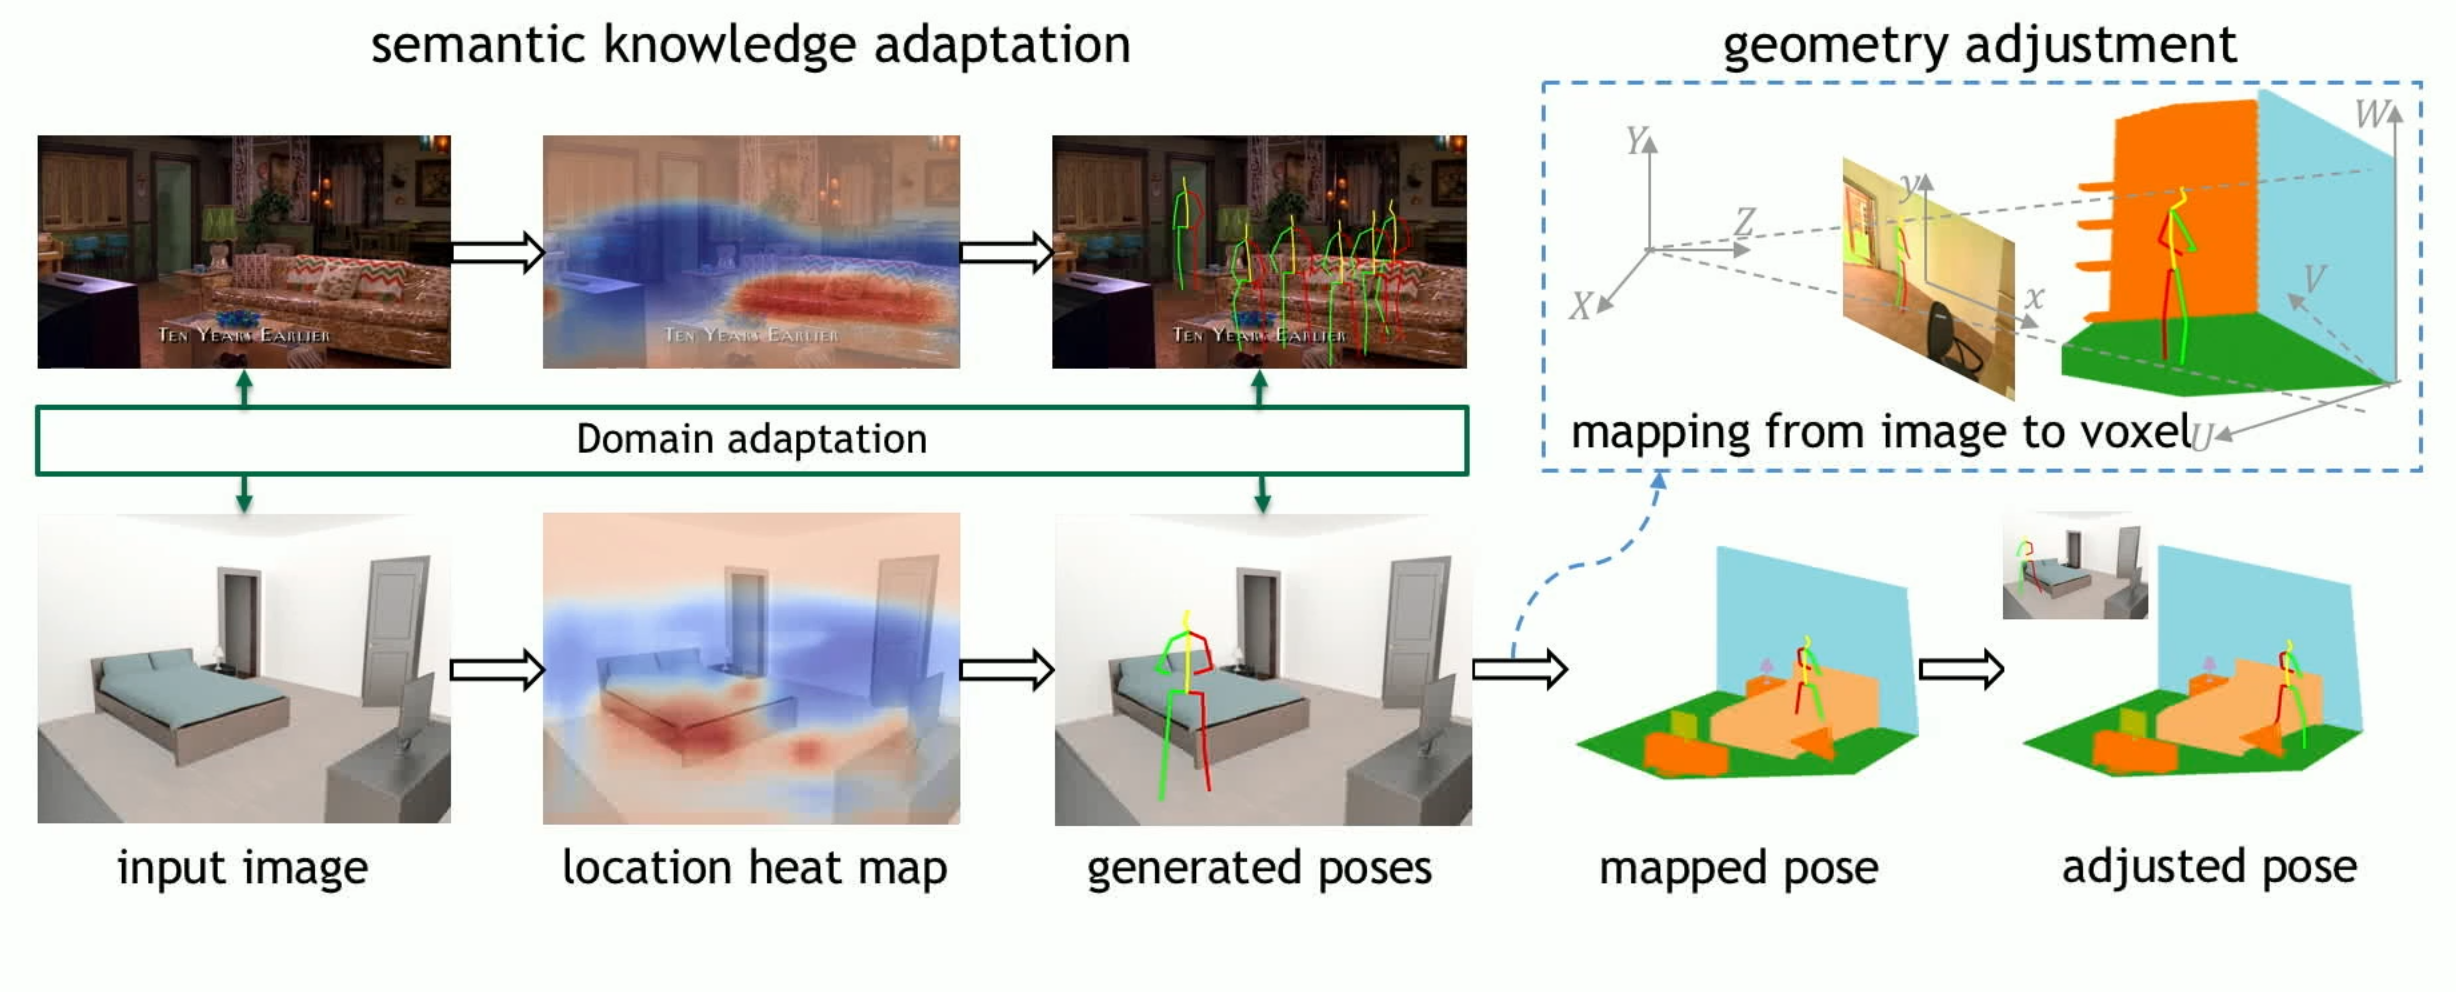 semantic knowledge adaptation
geometry adjustment
TEN YEARS EARLIER
TEN YEARS EARLIER
TEN YEARS EARLIER
Y
Z
X
y
x
W
V
U
mapping from image to voxel
Domain adaptation
input image
location heat map
generated poses
mapped pose
adjusted pose